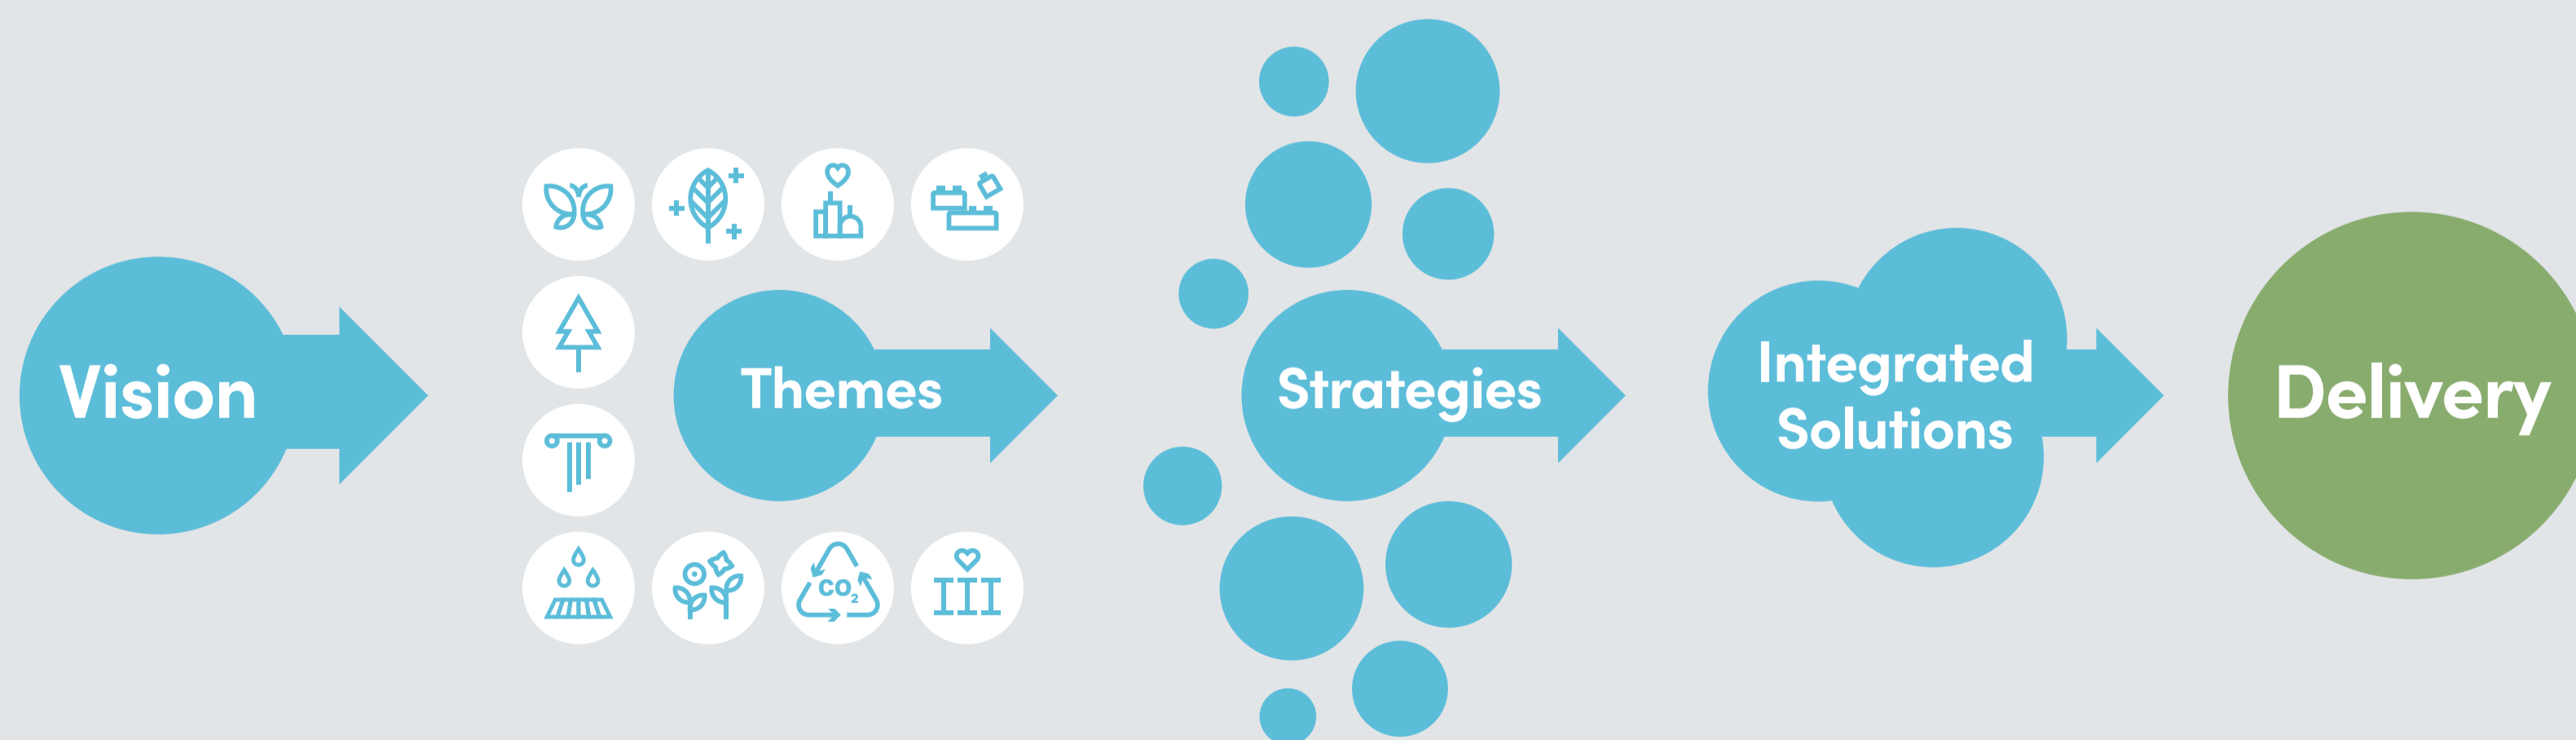 Vision
Themes
CO₂
Strategies
Integrated
Solutions
Delivery